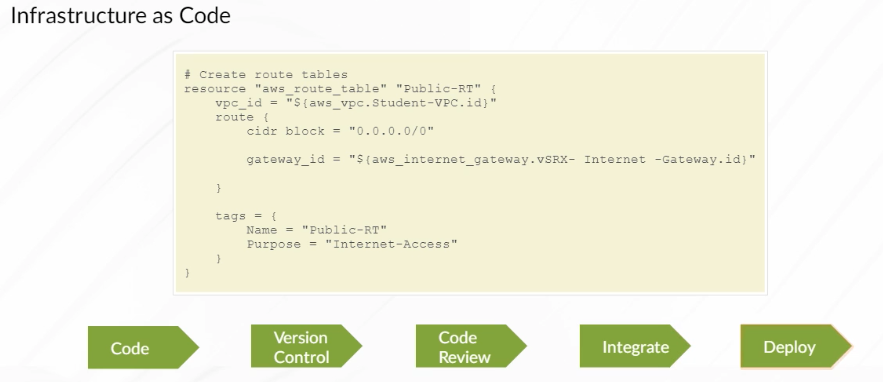 Infrastructure as Code
# Create route tables
resource "aws_route_table" "Public-RT" {
    vpc_id = "${aws_vpc.Student-VPC.id}"
    route {
        cidr block = "0.0.0.0/0"
        gateway_id = "${aws_internet_gateway.vSRX- Internet -Gateway.id}"
    }
    tags = {
        Name = "Public-RT"
        Purpose = "Internet-Access"
    }
}
Code
Version
Control
Code
Review
Integrate
Deploy